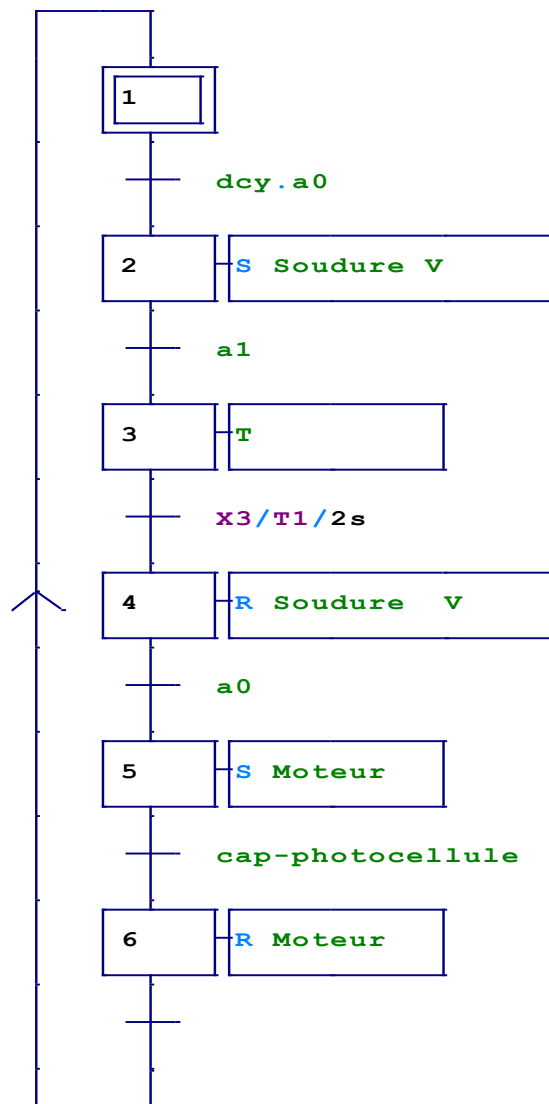 1
dcy.a0
2 S Soudure V
a1
3 T
X3/T1/2s
4 R Soudure V
a0
5 S Moteur
cap-photocellule
6 R Moteur